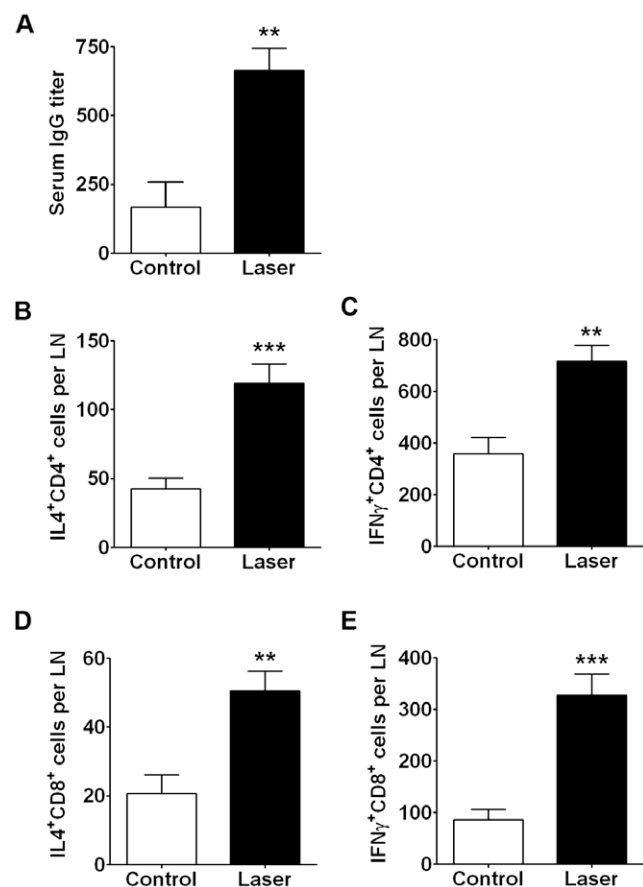 A
**
Serum IgG titer
750
500
250
0
Control Laser
B
***
IL4⁺CD4⁺ cells per LN
150
100
50
0
Control Laser
C
**
IFNγ⁺CD4⁺ cells per LN
800
600
400
200
0
Control Laser
D
**
IL4⁺CD8⁺ cells per LN
60
40
20
0
Control Laser
E
***
IFNγ⁺CD8⁺ cells per LN
400
300
200
100
0
Control Laser